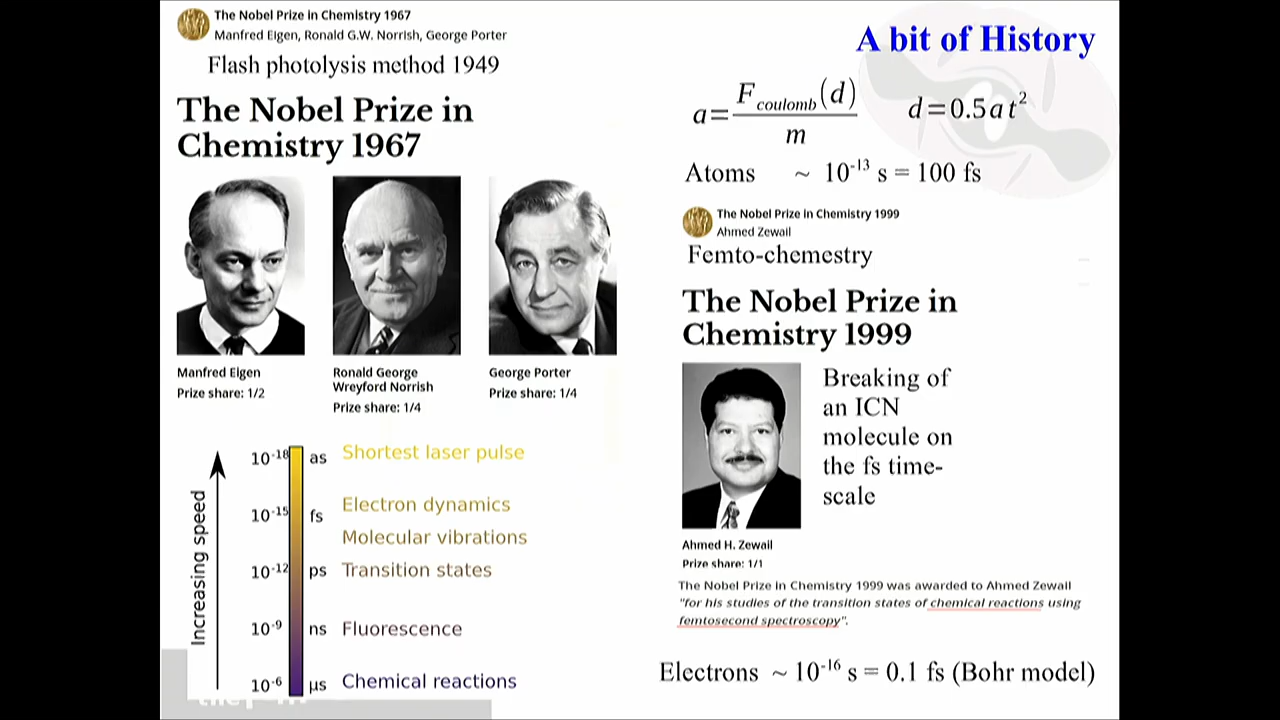 The Nobel Prize in Chemistry 1967
Manfred Eigen, Ronald G.W. Norrish, George Porter
Flash photolysis method 1949
The Nobel Prize in
Chemistry 1967
Manfred Eigen
Prize share: 1/2
Ronald George
Wreyford Norrish
Prize share: 1/4
George Porter
Prize share: 1/4
Increasing speed
10⁻¹⁸ as Shortest laser pulse
Electron dynamics
10⁻¹⁵ fs
Molecular vibrations
10⁻¹² ps Transition states
10⁻⁹ ns Fluorescence
10⁻⁶ µs Chemical reactions
A bit of History
a=F coulomb(d)/m d=0.5at²
Atoms ~ 10⁻¹³ s = 100 fs
The Nobel Prize in Chemistry 1999
Ahmed Zewail
Femto-chemestry
The Nobel Prize in
Chemistry 1999
Breaking of
an ICN
molecule on
the fs time-
scale
Ahmed H. Zewail
Prize share: 1/1
The Nobel Prize in Chemistry 1999 was awarded to Ahmed Zewail
"for his studies of the transition states of chemical reactions using
femtosecond spectroscopy".
Electrons ~ 10⁻¹⁶ s = 0.1 fs (Bohr model)